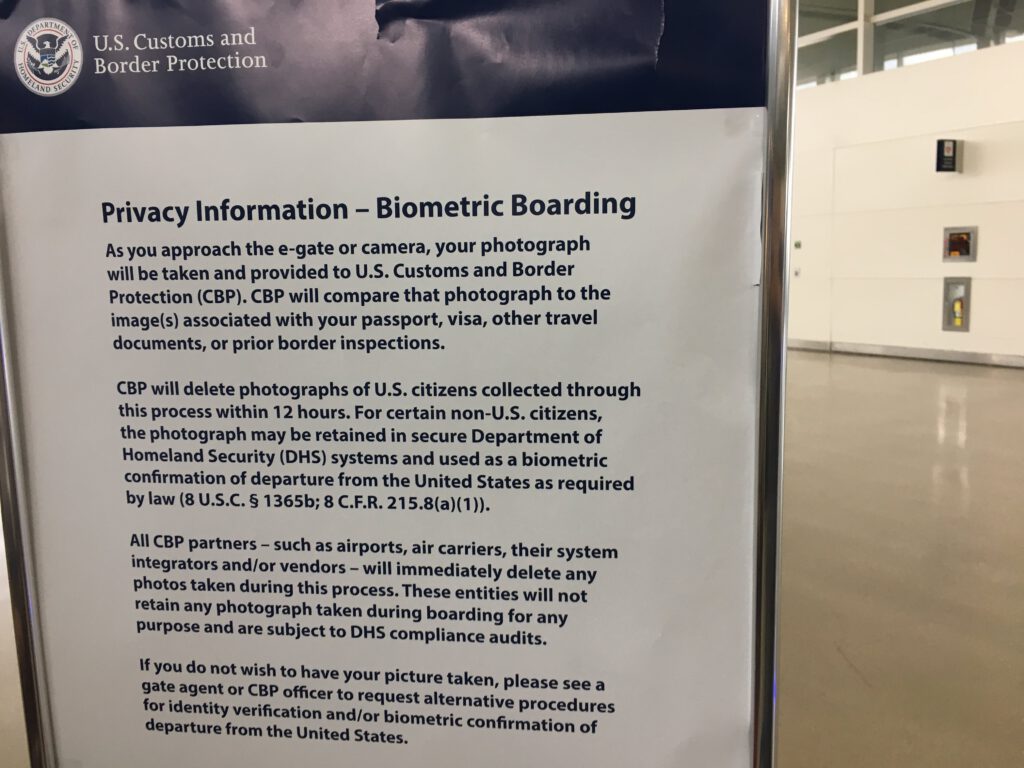 U.S. DEPARTMENT OF
HOMELAND SECURITY
U.S. Customs and
Border Protection
Privacy Information – Biometric Boarding
As you approach the e-gate or camera, your photograph
will be taken and provided to U.S. Customs and Border
Protection (CBP). CBP will compare that photograph to the
image(s) associated with your passport, visa, other travel
documents, or prior border inspections.
CBP will delete photographs of U.S. citizens collected through
this process within 12 hours. For certain non-U.S. citizens,
the photograph may be retained in secure Department of
Homeland Security (DHS) systems and used as a biometric
confirmation of departure from the United States as required
by law (8 U.S.C. § 1365b; 8 C.F.R. 215.8(a)(1)).
All CBP partners – such as airports, air carriers, their system
integrators and/or vendors – will immediately delete any
photos taken during this process. These entities will not
retain any photograph taken during boarding for any
purpose and are subject to DHS compliance audits.
If you do not wish to have your picture taken, please see a
gate agent or CBP officer to request alternative procedures
for identity verification and/or biometric confirmation of
departure from the United States.